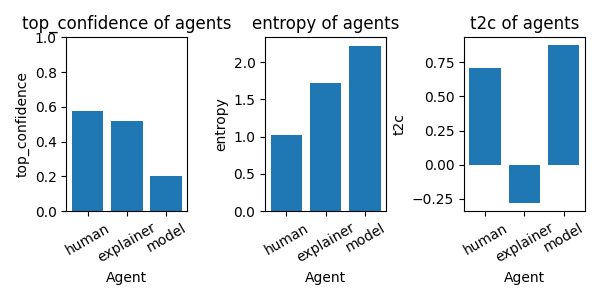 top_confidence of agents
top_confidence
1.0
0.8
0.6
0.4
0.2
0.0
human
explainer
model
Agent
entropy of agents
entropy
2.0
1.5
1.0
0.5
0.0
human
explainer
model
Agent
t2c of agents
t2c
0.75
0.50
0.25
0.00
−0.25
human
explainer
model
Agent